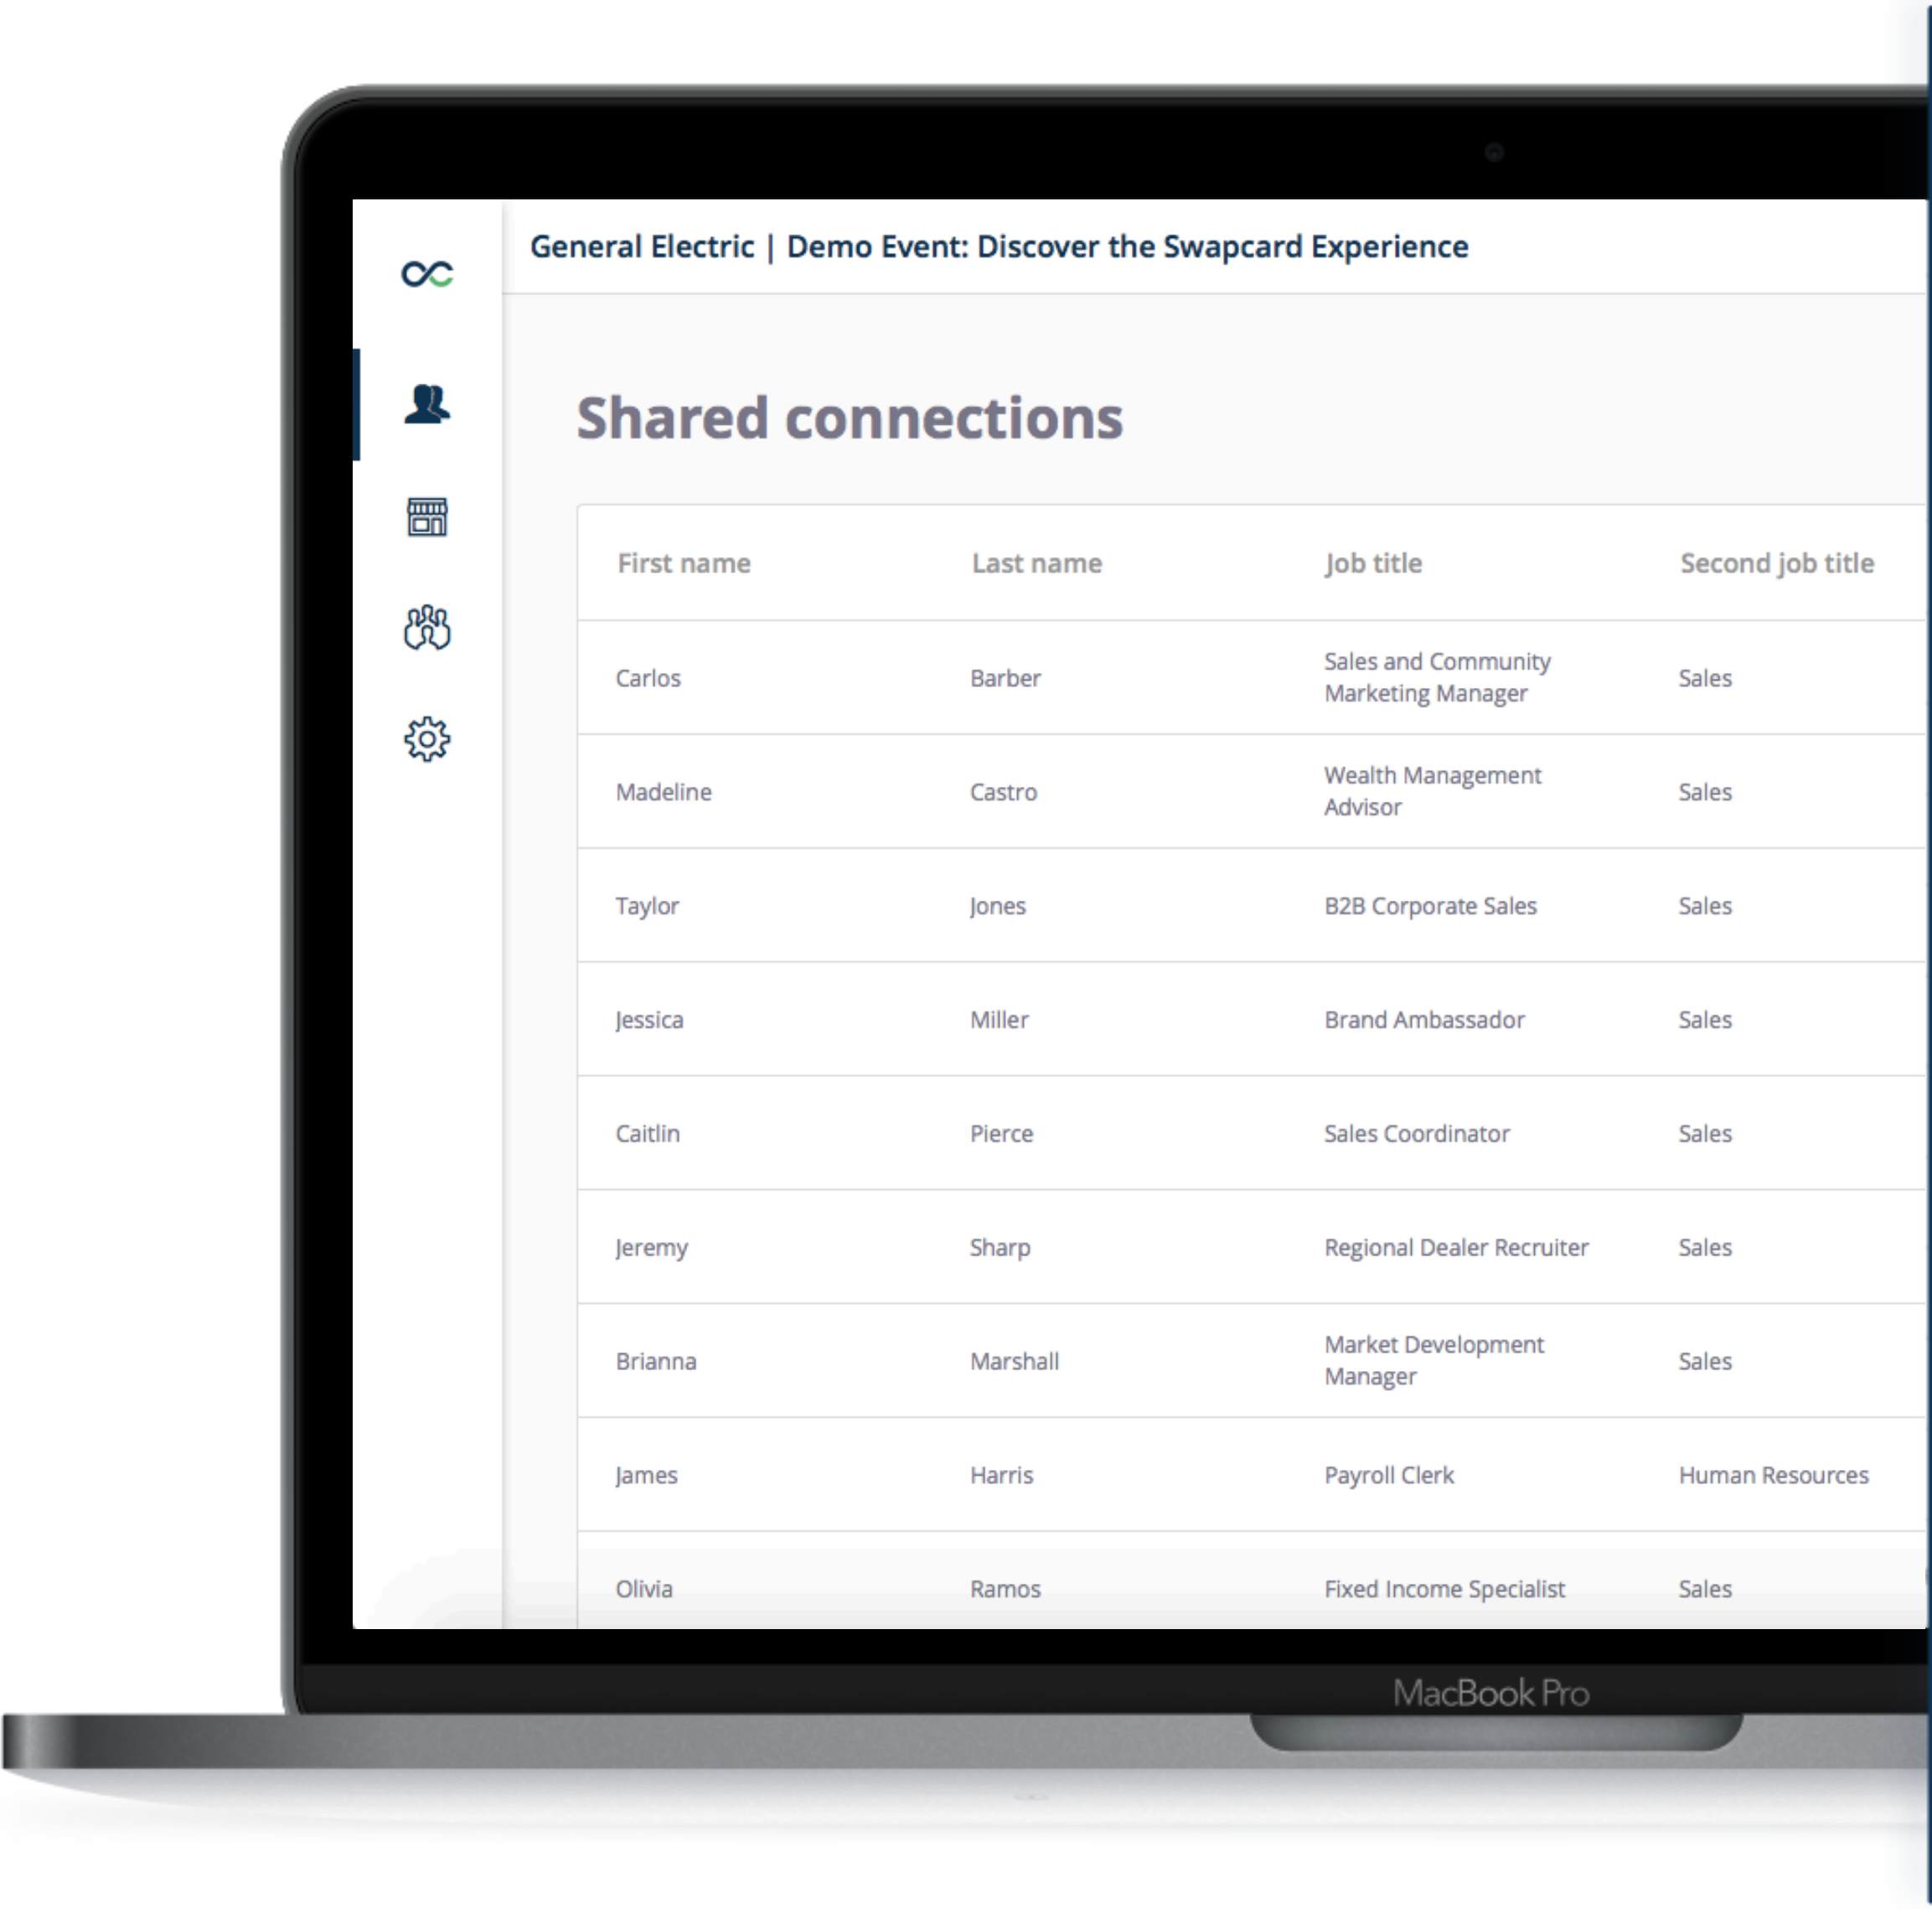 General Electric | Demo Event: Discover the Swapcard Experience
Shared connections
First name Last name Job title Second job title
Carlos Barber Sales and Community Marketing Manager Sales
Madeline Castro Wealth Management Advisor Sales
Taylor Jones B2B Corporate Sales Sales
Jessica Miller Brand Ambassador Sales
Caitlin Pierce Sales Coordinator Sales
Jeremy Sharp Regional Dealer Recruiter Sales
Brianna Marshall Market Development Manager Sales
James Harris Payroll Clerk Human Resources
Olivia Ramos Fixed Income Specialist Sales
MacBook Pro